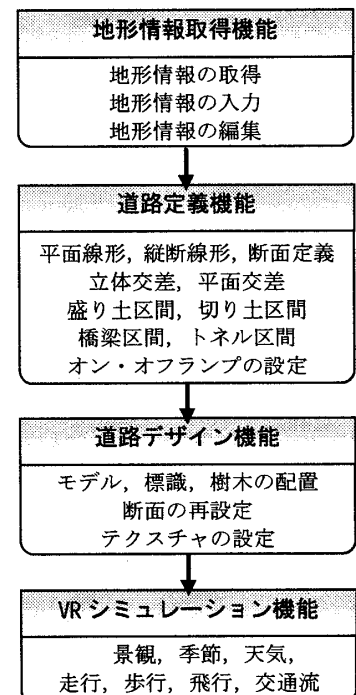 地形情報取得機能
地形情報の取得
地形情報の入力
地形情報の編集
道路定義機能
平面線形，縦断線形，断面定義
立体交差，平面交差
盛り土区間，切り土区間
橋梁区間，トネル区間
オン・オフランプの設定
道路デザイン機能
モデル，標識，樹木の配置
断面の再設定
テクスチャの設定
VRシミュレーション機能
景観，季節，天気，
走行，歩行，飛行，交通流